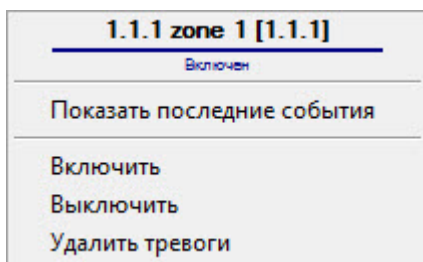 1.1.1 zone 1 [1.1.1]
Включен
Показать последние события
Включить
Выключить
Удалить тревоги